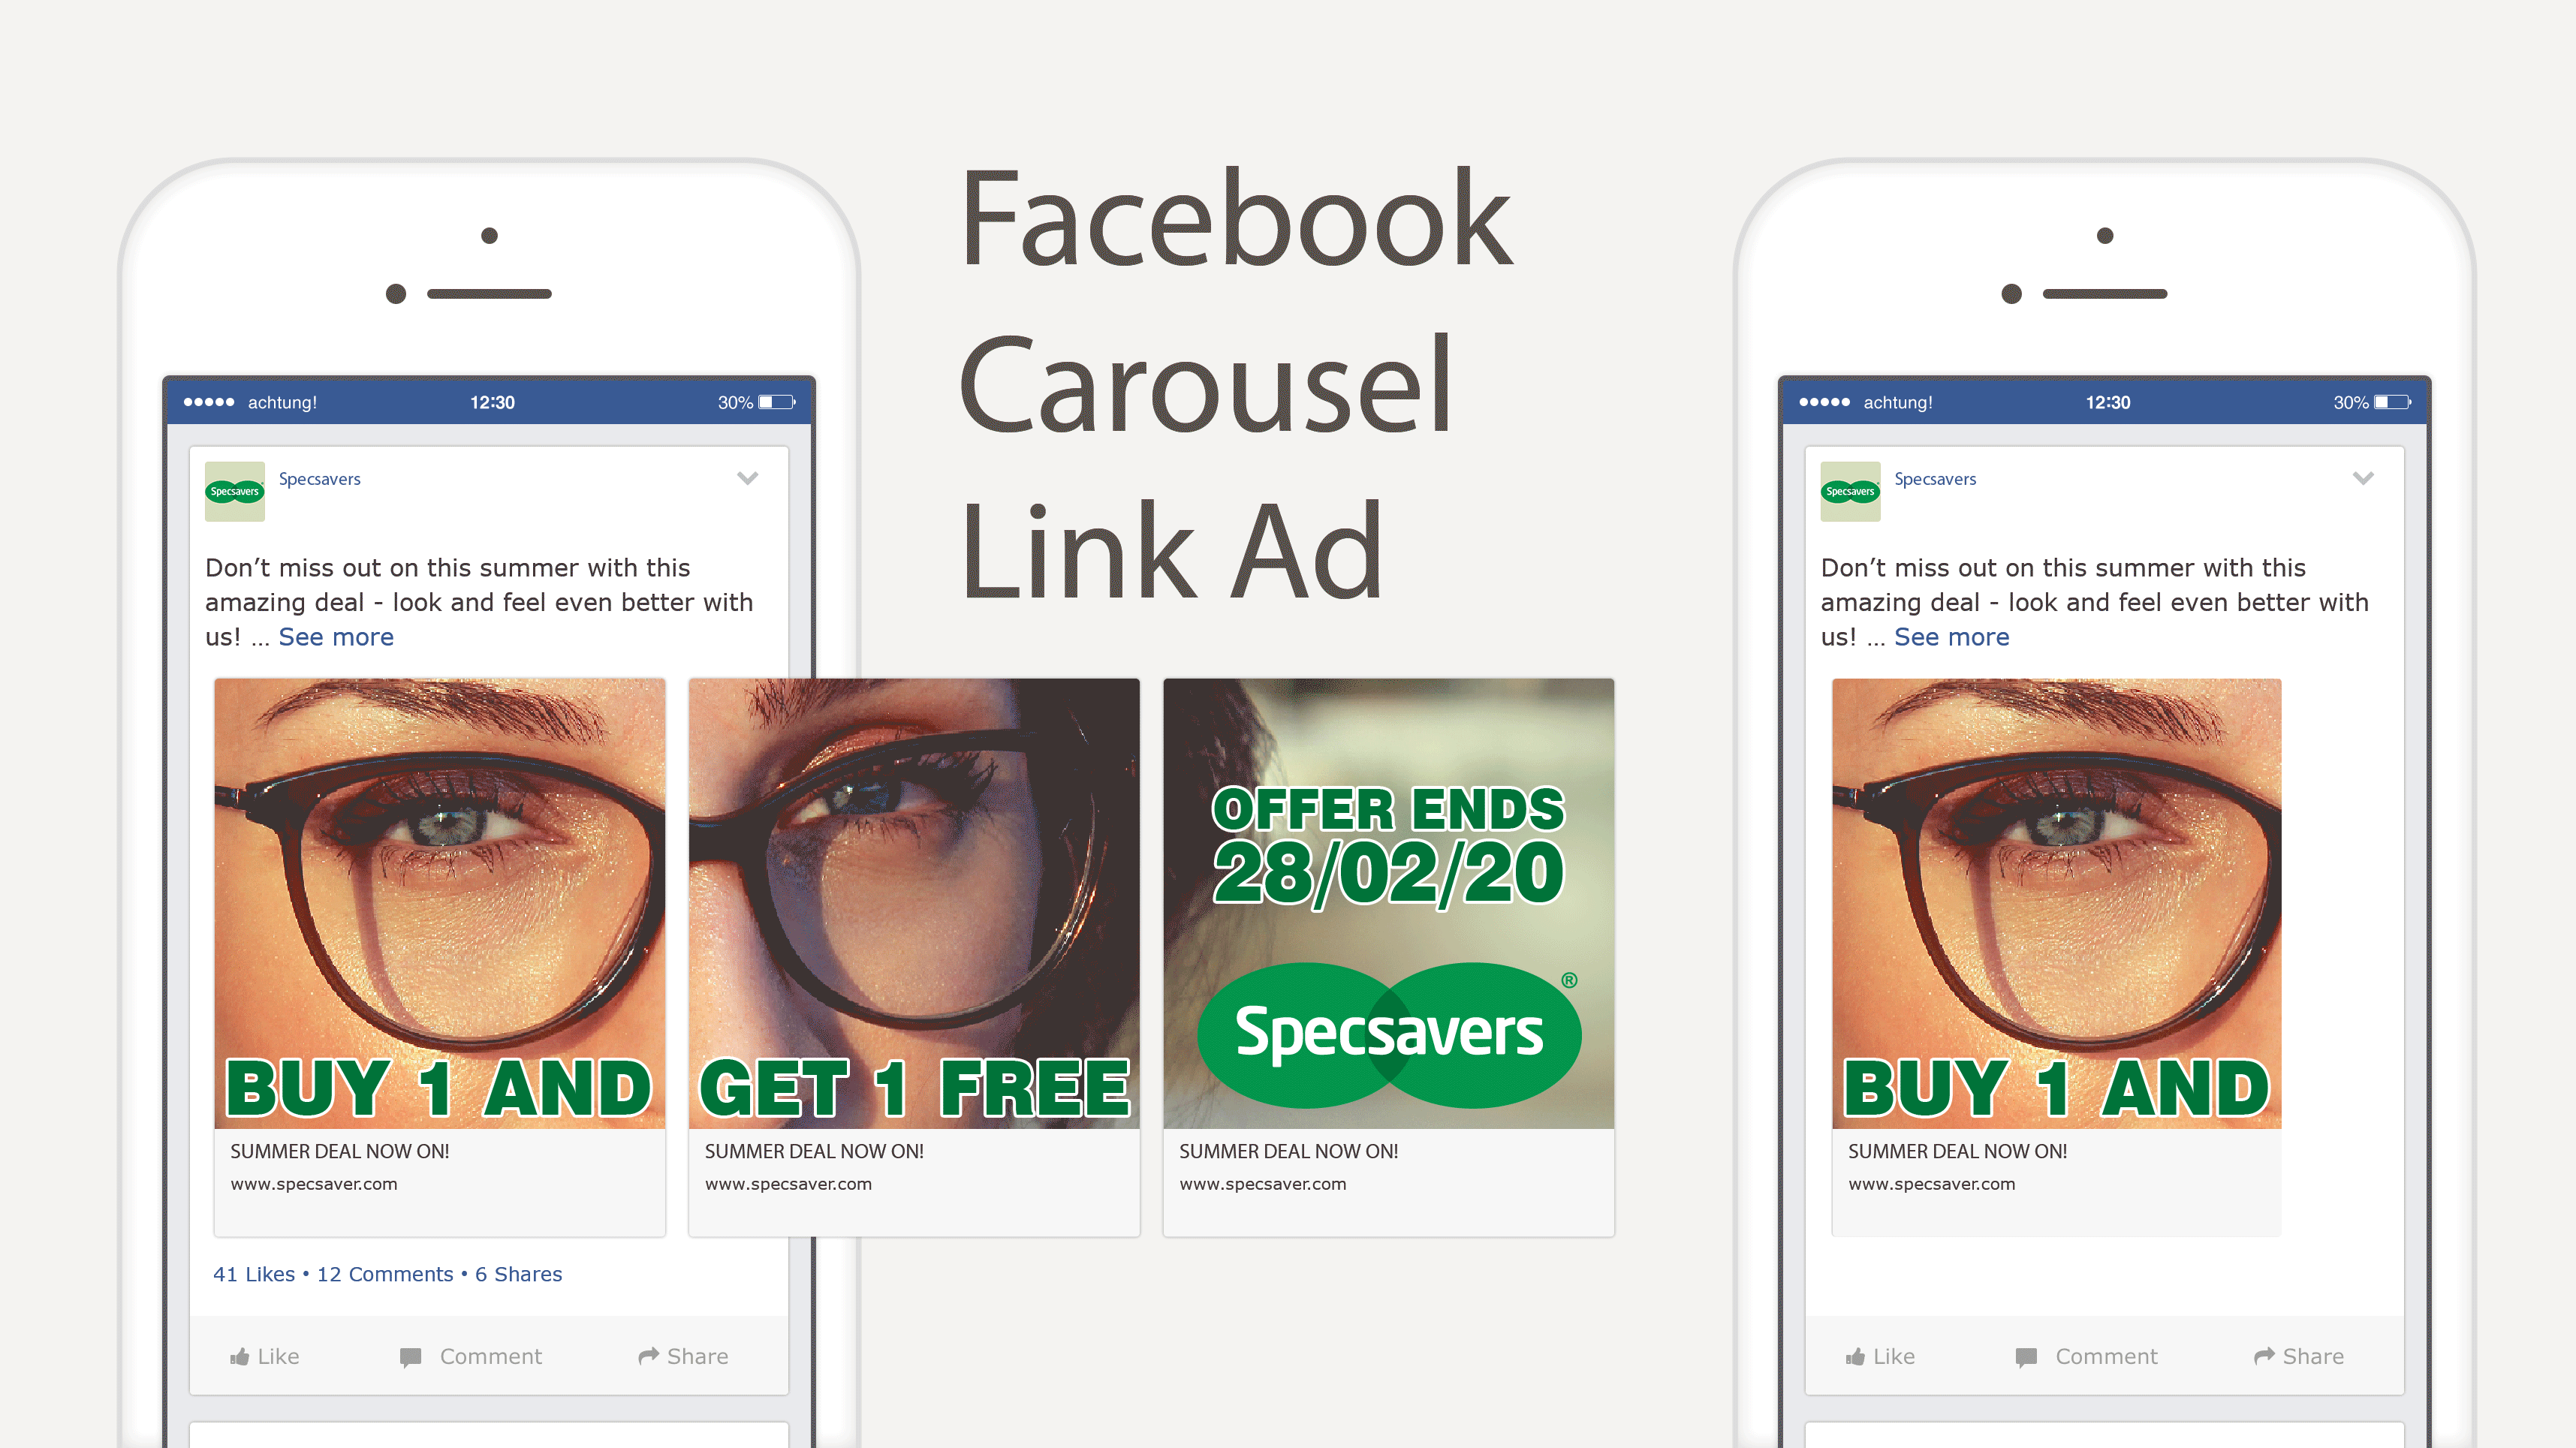 Facebook
Carousel
Link Ad
achtung! 12:30 30%
Specsavers Specsavers
Don’t miss out on this summer with this
amazing deal - look and feel even better with
us! ... See more
BUY 1 AND
SUMMER DEAL NOW ON!
www.specsaver.com
GET 1 FREE
SUMMER DEAL NOW ON!
www.specsaver.com
OFFER ENDS
28/02/20
Specsavers®
SUMMER DEAL NOW ON!
www.specsaver.com
41 Likes • 12 Comments • 6 Shares
Like Comment Share
achtung! 12:30 30%
Specsavers Specsavers
Don’t miss out on this summer with this
amazing deal - look and feel even better with
us! ... See more
BUY 1 AND
SUMMER DEAL NOW ON!
www.specsaver.com
Like Comment Share